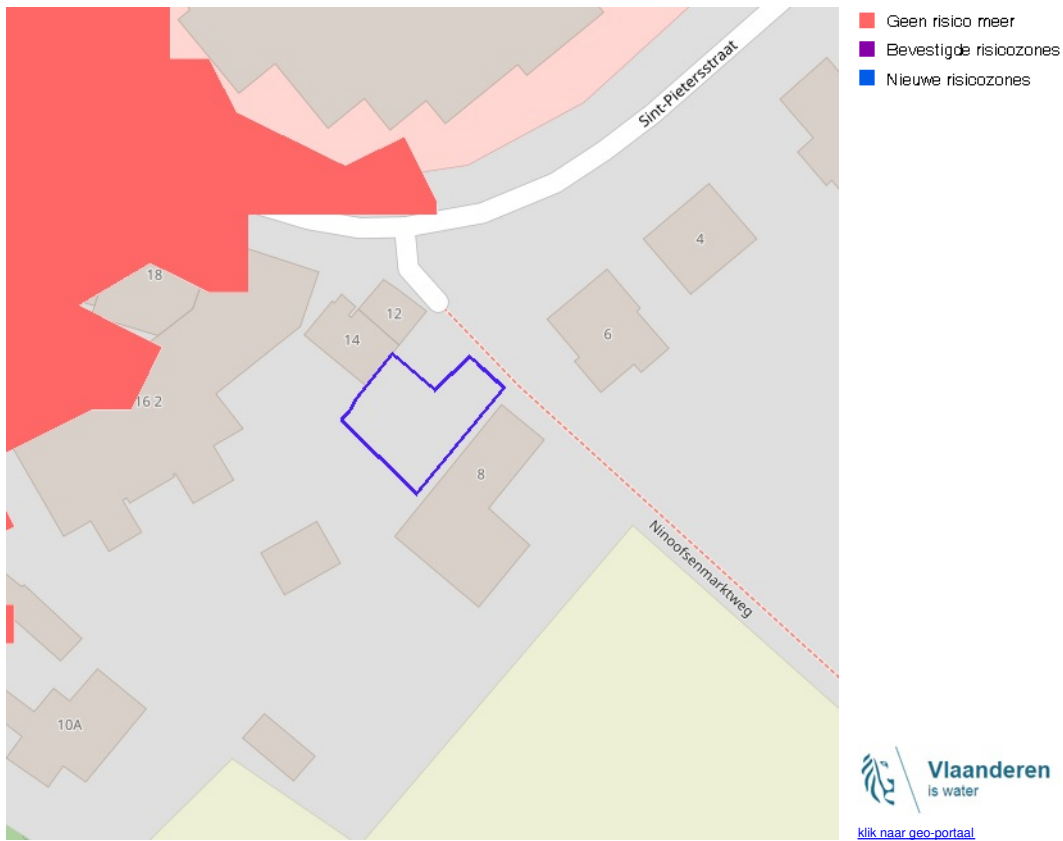 Geen risico meer
Bevestigde risicozones
Nieuwe risicozones
Sint-Pietersstraat
4
18
12
14
6
16 2
8
Ninoofsenmarktweg
10A
Vlaanderen
is water
klik naar geo-portaal